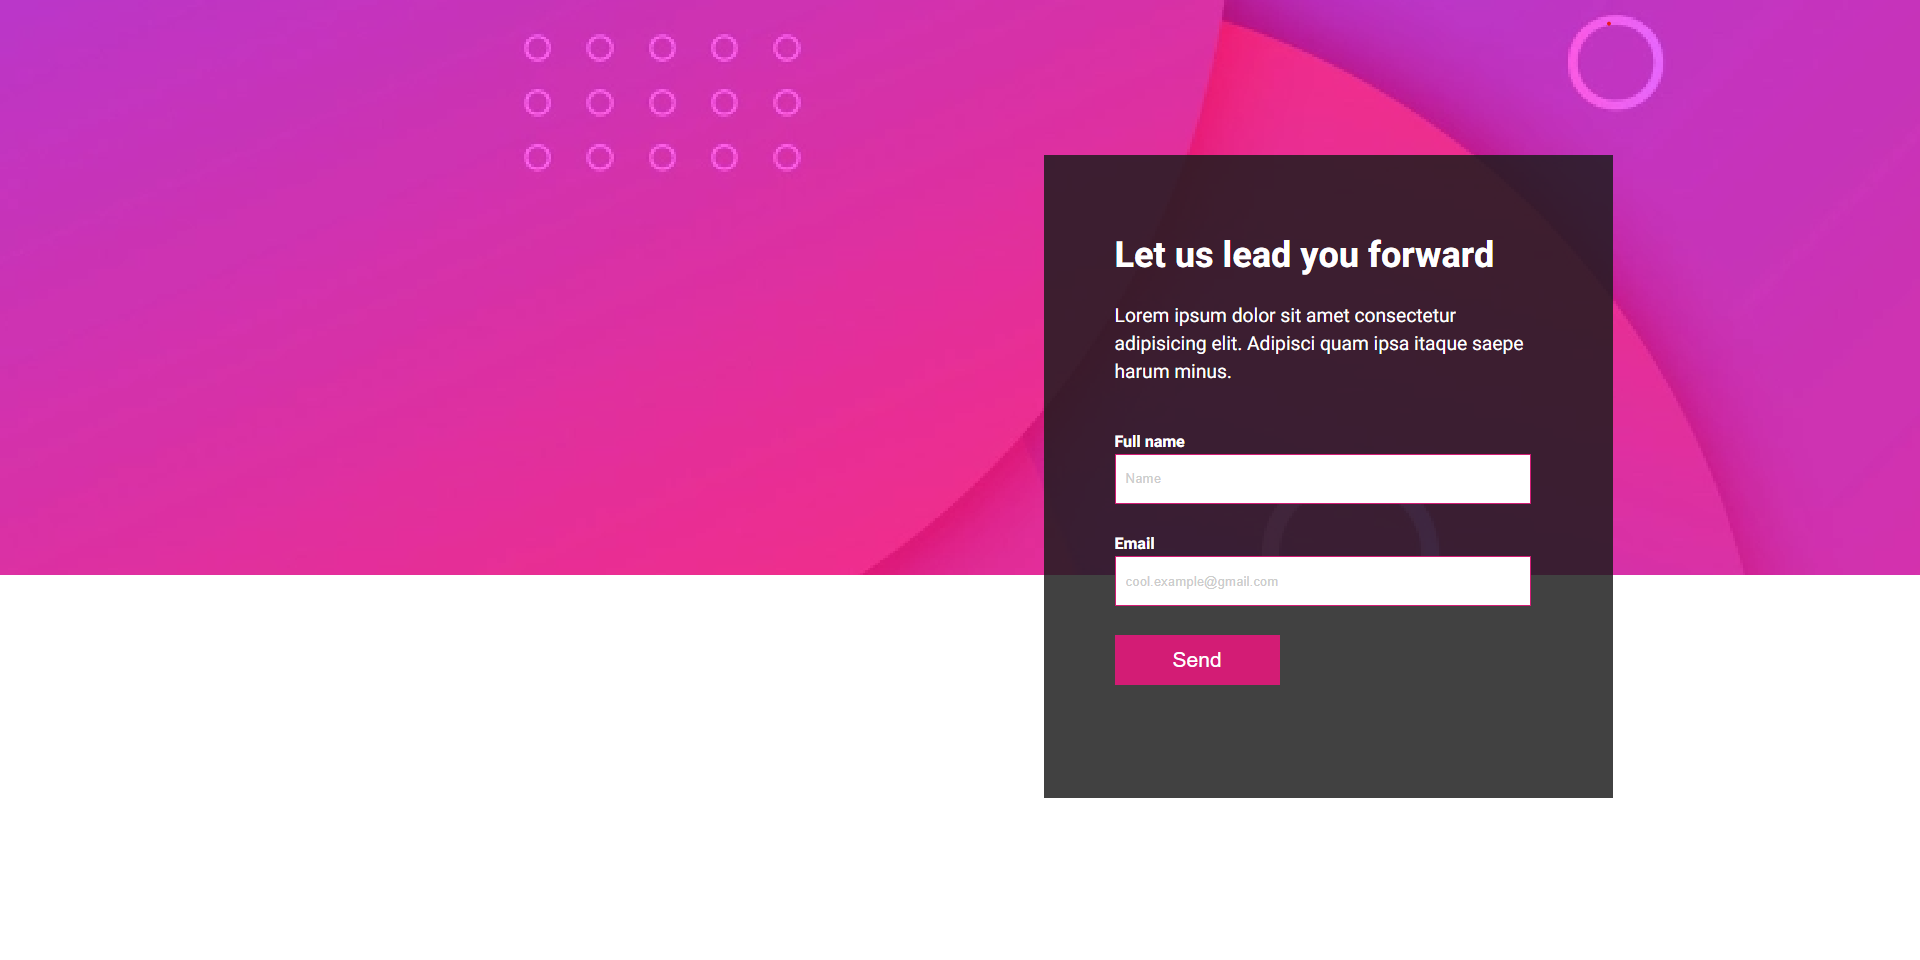 Let us lead you forward
Lorem ipsum dolor sit amet consectetur
adipisicing elit. Adipisci quam ipsa itaque saepe
harum minus.
Full name
Name
Email
cool.example@gmail.com
Send